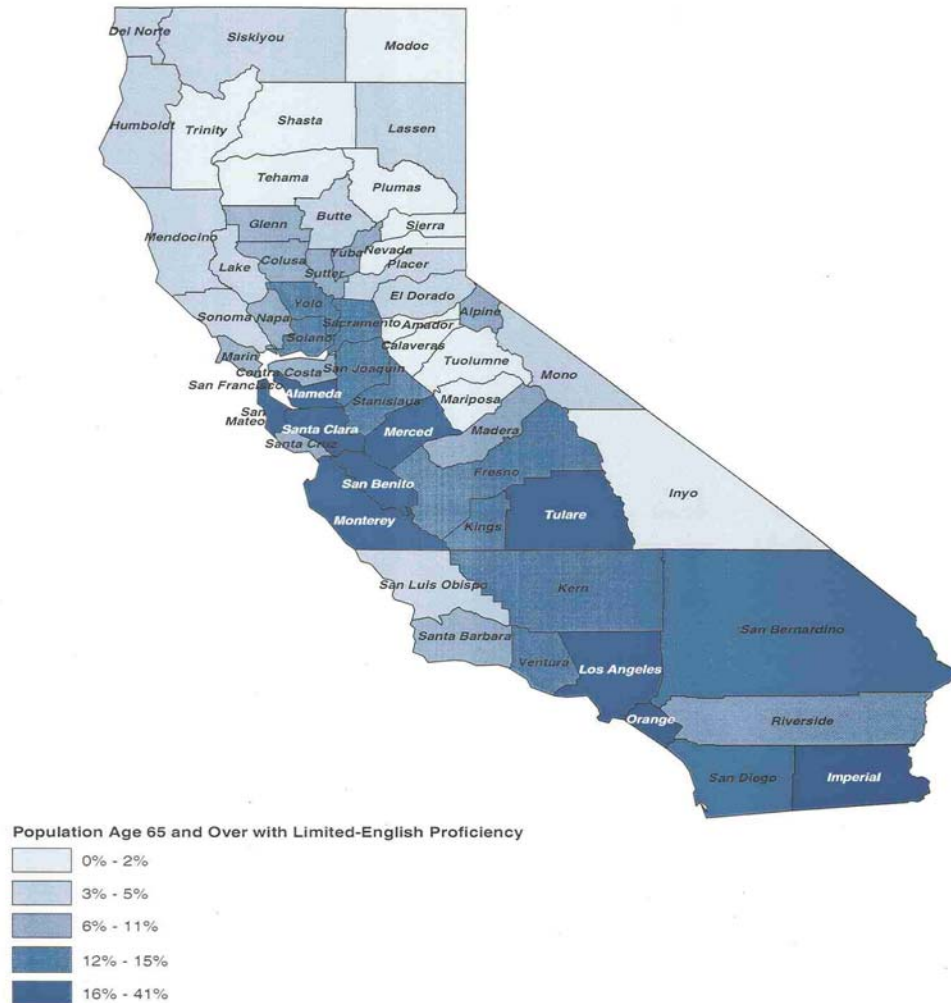 Del Norte
Siskiyou
Modoc
Humboldt
Trinity
Shasta
Lassen
Tehama
Plumas
Mendocino
Glenn
Butte
Sierra
Lake
Colusa
Sutter
Yuba
Nevada
Placer
Sonoma
Napa
Yolo
El Dorado
Alpine
Sacramento
Amador
Solano
Calaveras
Marin
Contra Costa
San Joaquin
Tuolumne
Mono
San Francisco
Alameda
Stanislaus
Mariposa
San
Mateo
Santa Clara
Merced
Madera
Santa Cruz
San Benito
Fresno
Inyo
Monterey
Kings
Tulare
San Luis Obispo
Kern
San Bernardino
Santa Barbara
Ventura
Los Angeles
Orange
Riverside
San Diego
Imperial
Population Age 65 and Over with Limited-English Proficiency
0% - 2%
3% - 5%
6% - 11%
12% - 15%
16% - 41%